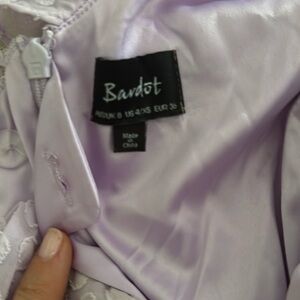 Bardot
AUS/UK 8 US 4/XS EUR 36
Made
in
China